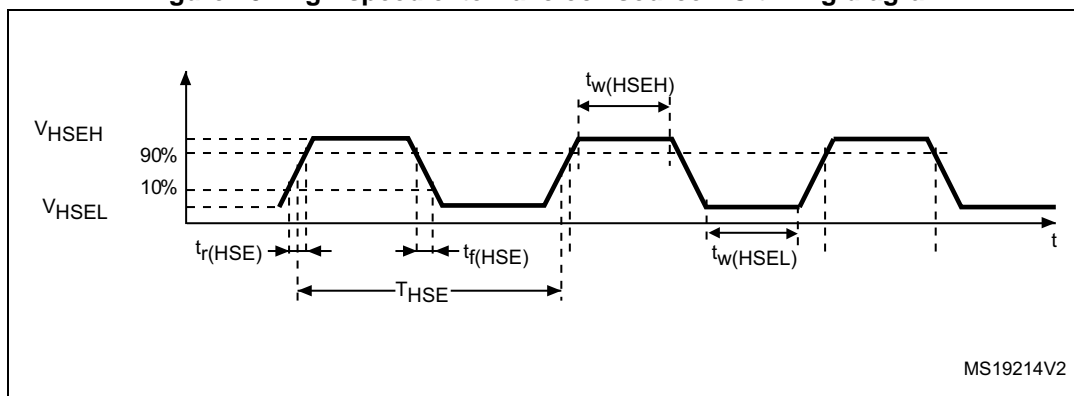 tw(HSEH)
VHSEH
90%
10%
VHSEL
tr(HSE)
tf(HSE)
tw(HSEL)
t
THSE
MS19214V2